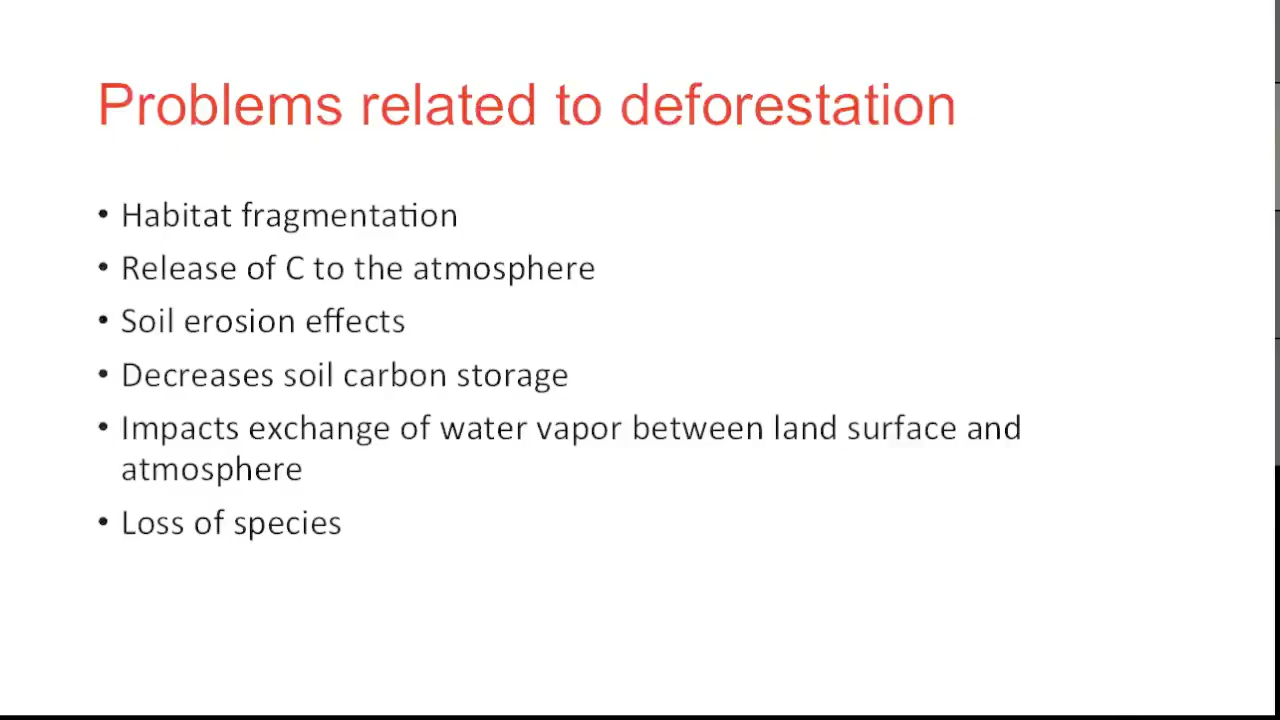 Problems related to deforestation
• Habitat fragmentation
• Release of C to the atmosphere
• Soil erosion effects
• Decreases soil carbon storage
• Impacts exchange of water vapor between land surface and
atmosphere
• Loss of species